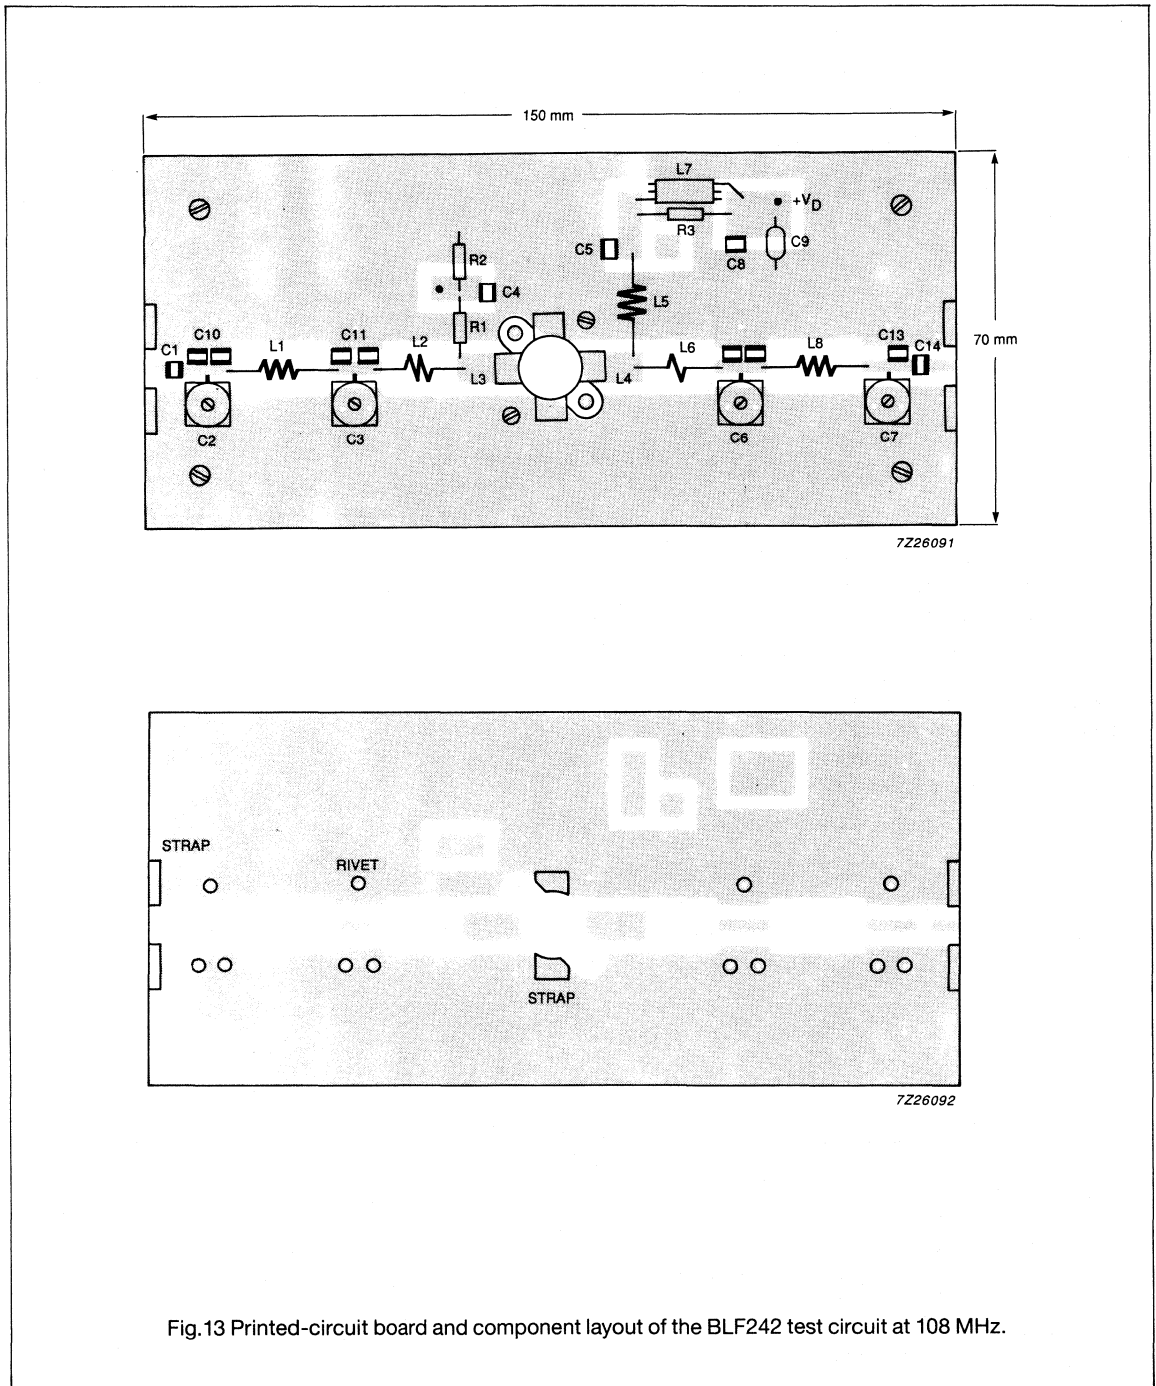 150 mm
L7
+VD
R3
C9
C5
C8
R2
C4
L5
R1
70 mm
C10
C11
C13
C1
L1
L2
L6
L8
C14
L3
L4
C2
C3
C6
C7
7Z26091
STRAP
RIVET
STRAP
7Z26092
Fig.13 Printed-circuit board and component layout of the BLF242 test circuit at 108 MHz.